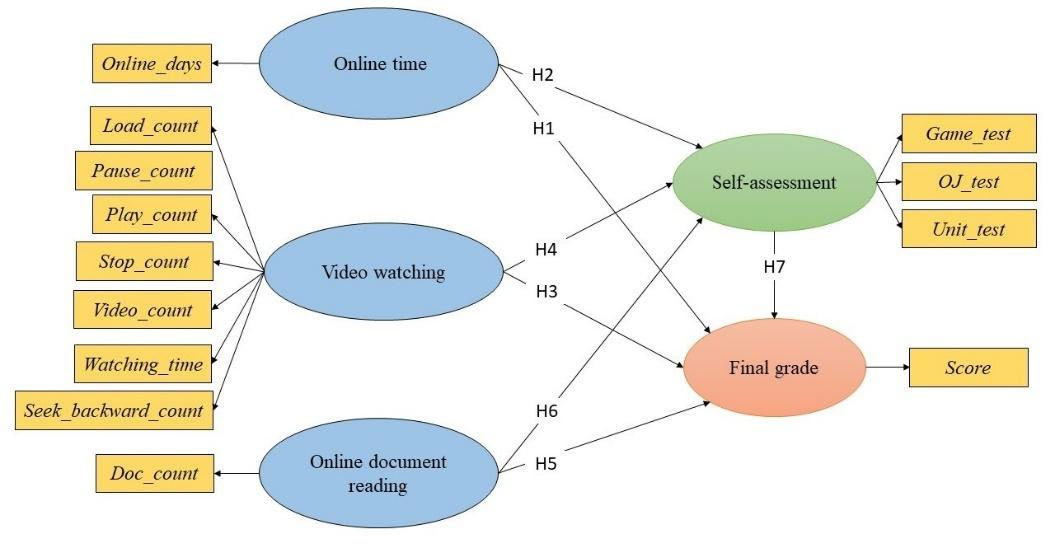 Online_days
Load_count
Pause_count
Play_count
Stop_count
Video_count
Watching_time
Seek_backward_count
Doc_count
Online time
Video watching
Online document
reading
H2
H1
H4
H3
H6
H5
Self-assessment
H7
Final grade
Game_test
OJ_test
Unit_test
Score